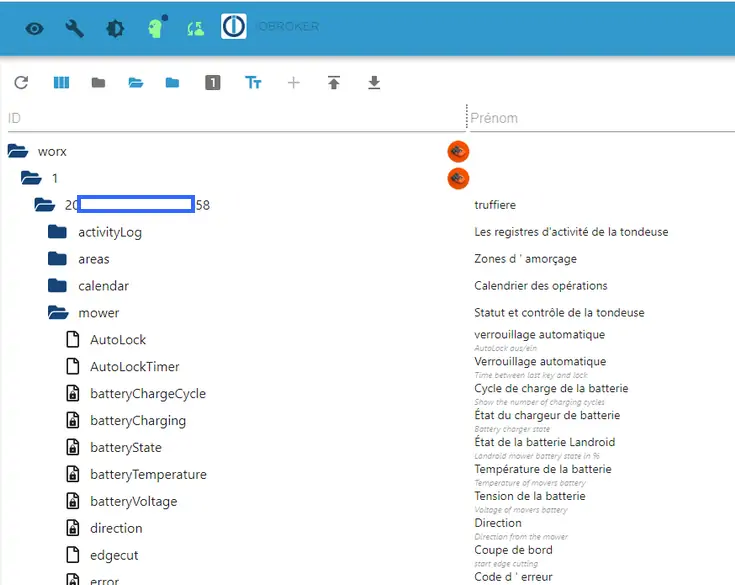 IOBROKER
1
Tт
ID
Prénom
worx
1
20 58 truffiere
activityLog Les registres d'activité de la tondeuse
areas Zones d ' amorçage
calendar Calendrier des opérations
mower Statut et contrôle de la tondeuse
AutoLock verrouillage automatique
AutoLock aus/ein
AutoLockTimer Verrouillage automatique
Time between last key and lock
batteryChargeCycle Cycle de charge de la batterie
Show the number of charging cycles
batteryCharging État du chargeur de batterie
Battery charger state
batteryState État de la batterie Landroid
Landroid mower battery state in %
batteryTemperature Température de la batterie
Temperature of movers battery
batteryVoltage Tension de la batterie
Voltage of movers battery
direction Direction
Direction from the mower
edgecut Coupe de bord
start edge cutting
error Code d ' erreur